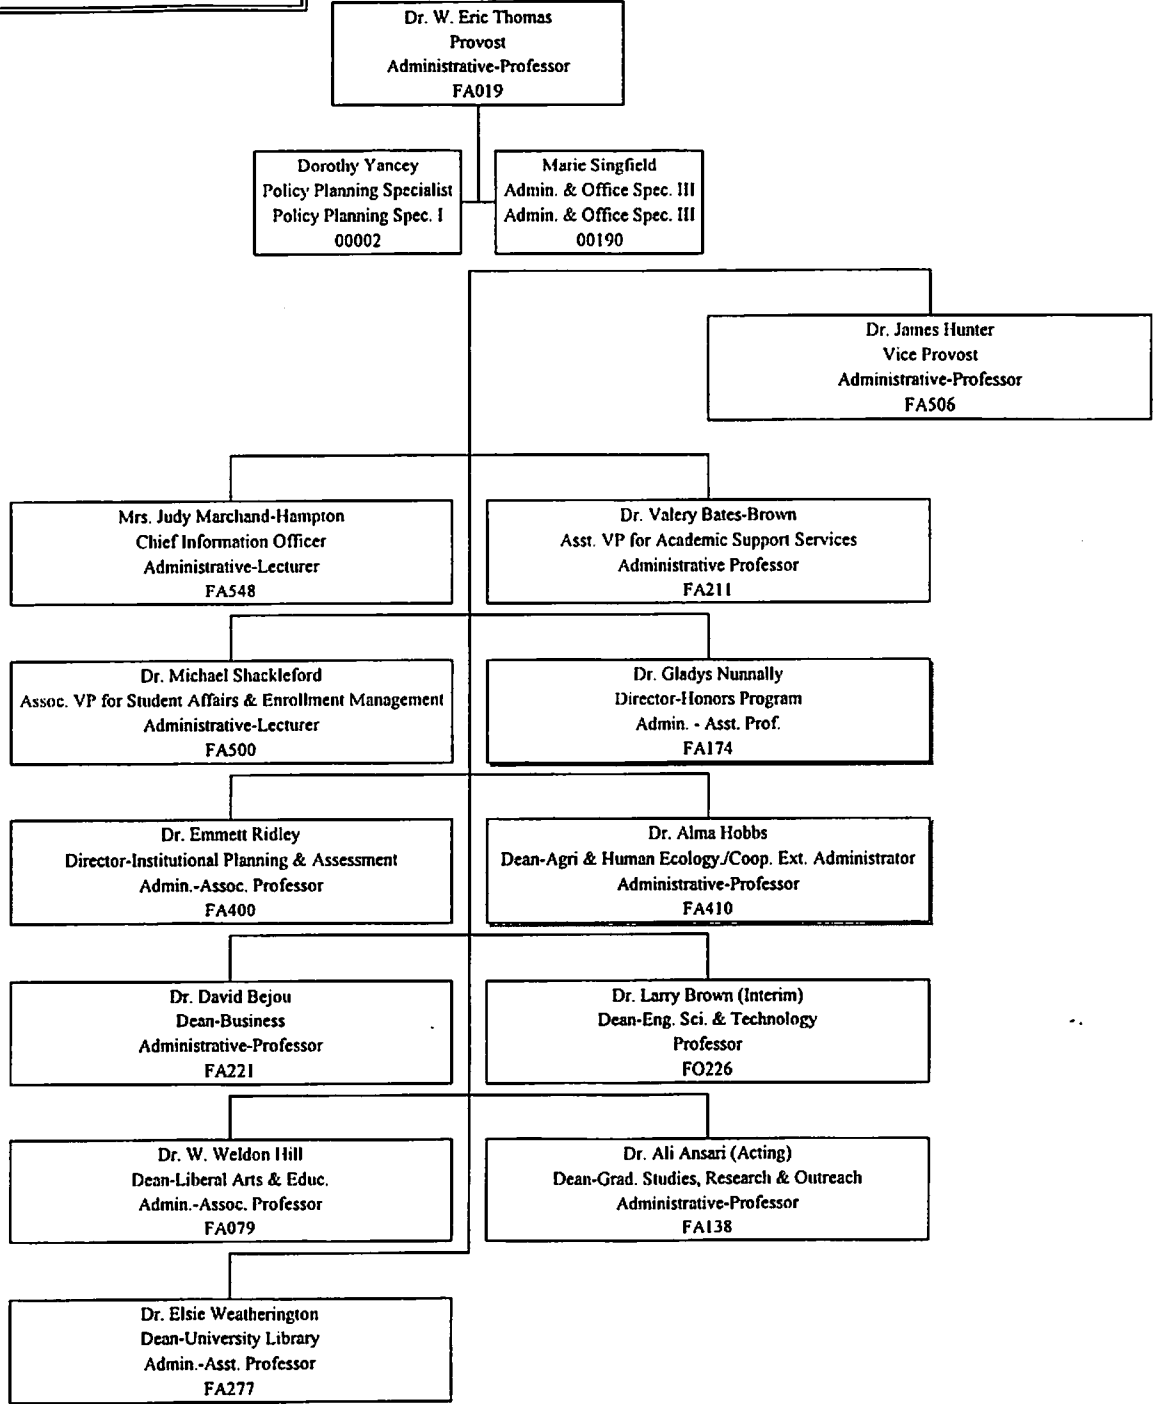 Dr. W. Eric Thomas
Provost
Administrative-Professor
FA019
Dorothy Yancey
Policy Planning Specialist
Policy Planning Spec. I
00002
Marie Singfield
Admin. & Office Spec. III
Admin. & Office Spec. III
00190
Dr. James Hunter
Vice Provost
Administrative-Professor
FA506
Mrs. Judy Marchand-Hampton
Chief Information Officer
Administrative-Lecturer
FA548
Dr. Valery Bates-Brown
Asst. VP for Academic Support Services
Administrative Professor
FA211
Dr. Michael Shackleford
Assoc. VP for Student Affairs & Enrollment Management
Administrative-Lecturer
FA500
Dr. Gladys Nunnally
Director-Honors Program
Admin. - Asst. Prof.
FA174
Dr. Emmett Ridley
Director-Institutional Planning & Assessment
Admin.-Assoc. Professor
FA400
Dr. Alma Hobbs
Dean-Agri & Human Ecology./Coop. Ext. Administrator
Administrative-Professor
FA410
Dr. David Bejou
Dean-Business
Administrative-Professor
FA221
Dr. Larry Brown (Interim)
Dean-Eng. Sci. & Technology
Professor
FO226
Dr. W. Weldon Hill
Dean-Liberal Arts & Educ.
Admin.-Assoc. Professor
FA079
Dr. Ali Ansari (Acting)
Dean-Grad. Studies, Research & Outreach
Administrative-Professor
FA138
Dr. Elsie Weatherington
Dean-University Library
Admin.-Asst. Professor
FA277